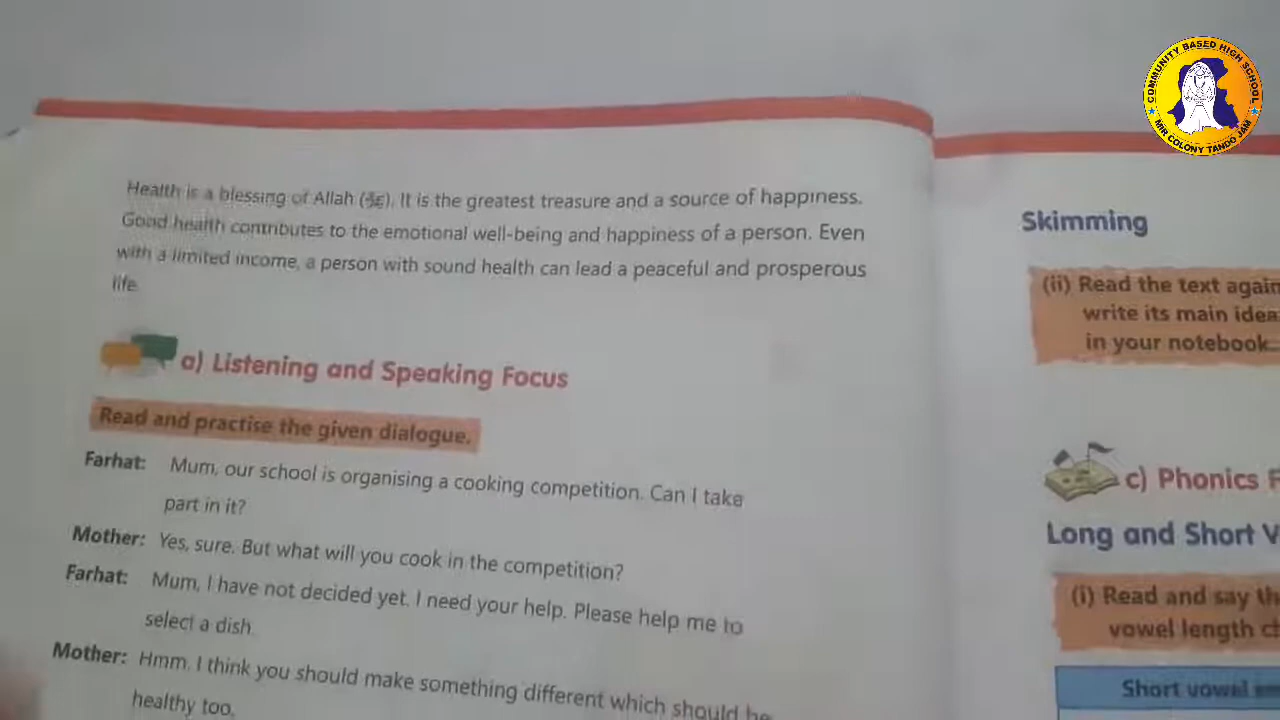 Health is a blessing of Allah (ﷻ). It is the greatest treasure and a source of happiness.
Good health contributes to the emotional well-being and happiness of a person. Even
with a limited income, a person with sound health can lead a peaceful and prosperous
life.
a) Listening and Speaking Focus
Read and practise the given dialogue.
Farhat: Mum, our school is organising a cooking competition. Can I take
part in it?
Mother: Yes, sure. But what will you cook in the competition?
Farhat: Mum, I have not decided yet. I need your help. Please help me to
select a dish.
Mother: Hmm. I think you should make something different which should be
healthy too.
Skimming
(ii) Read the text again
write its main idea
in your notebook.
c) Phonics F
Long and Short V
(i) Read and say th
vowel length c
Short vowel
COMMUNITY BASED HIGH SCHOOL
MIR COLONY TANDO JAM